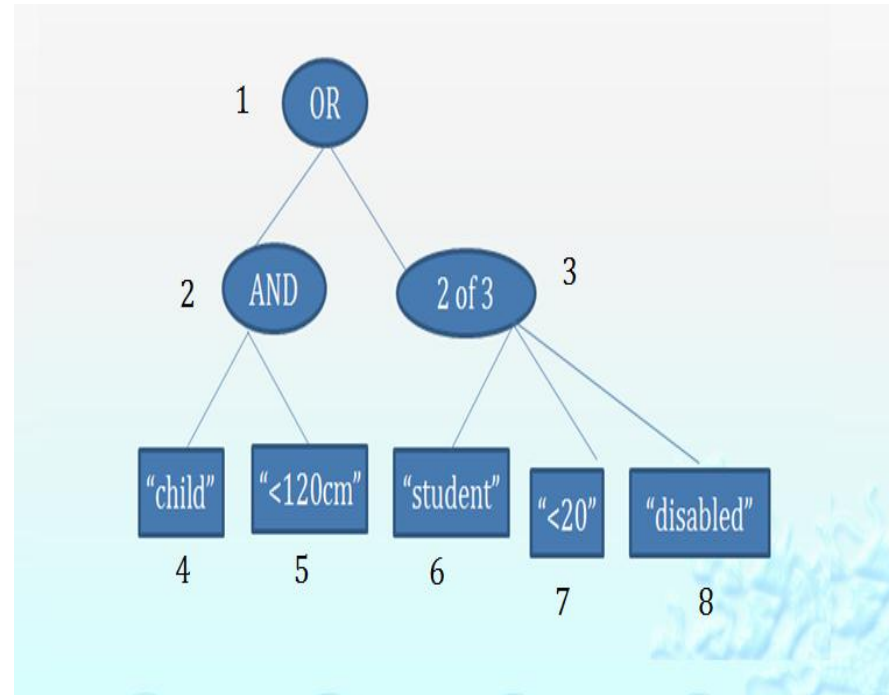 1
OR
2
AND
2 of 3
3
“child”
“<120cm”
“student”
“<20”
“disabled”
4
5
6
7
8